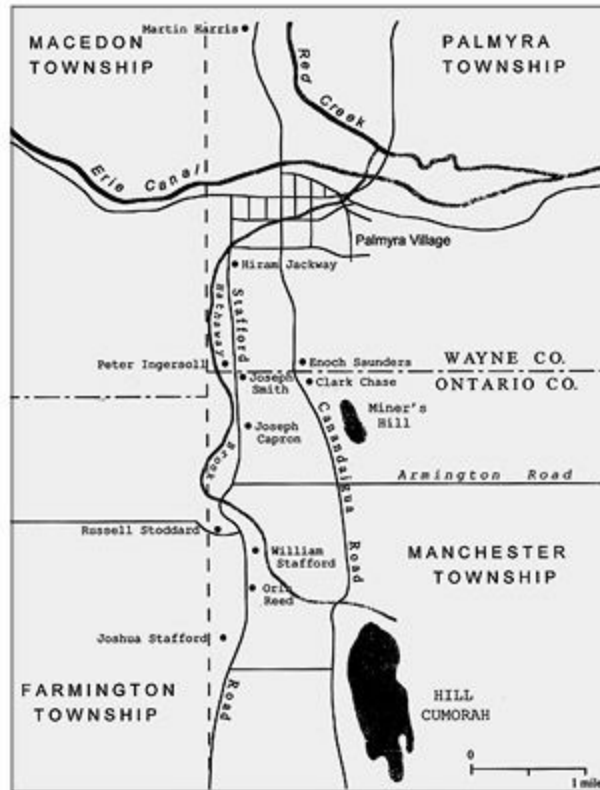 Martin Harris
MACEDON
TOWNSHIP
PALMYRA
TOWNSHIP
Red
Creek
Erie Canal
Palmyra Village
Hiram Jackway
Hathaway
Stafford
Peter Ingersoll
Enoch Saunders
WAYNE CO.
ONTARIO CO.
Joseph
Smith
Clark Chase
Miner's
Hill
Joseph
Capron
Canandaigua
Road
Brook
Armington Road
Russell Stoddard
William
Stafford
MANCHESTER
TOWNSHIP
Orin
Reed
Joshua Stafford
FARMINGTON
TOWNSHIP
Road
HILL
CUMORAH
0
1 mile